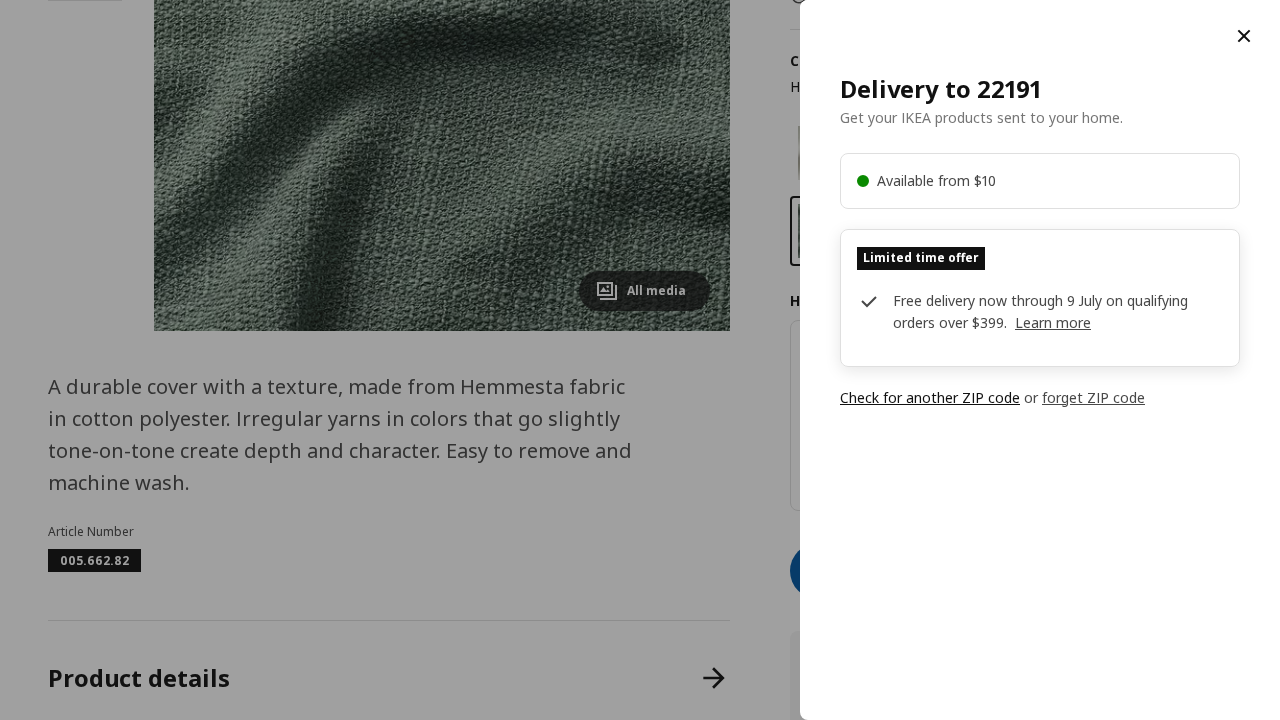 All media
A durable cover with a texture, made from Hemmesta fabric
in cotton polyester. Irregular yarns in colors that go slightly
tone-on-tone create depth and character. Easy to remove and
machine wash.
Article Number
005.662.82
Product details
Delivery to 22191
Get your IKEA products sent to your home.
Available from $10
Limited time offer
Free delivery now through 9 July on qualifying
orders over $399. Learn more
Check for another ZIP code or forget ZIP code